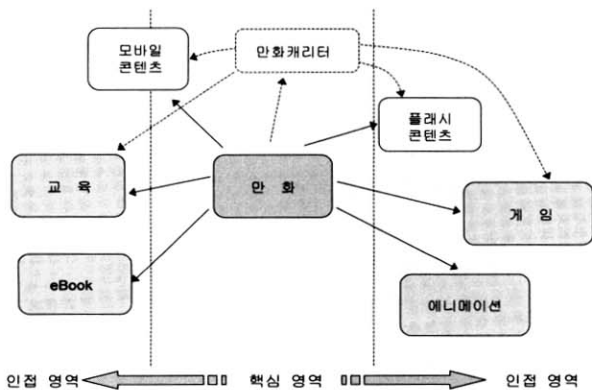 모바일
콘텐츠
만화캐리터
플래시
콘텐츠
교 육
만 화
게 임
eBook
에니메이션
인접 영역
핵심 영역
인접 영역